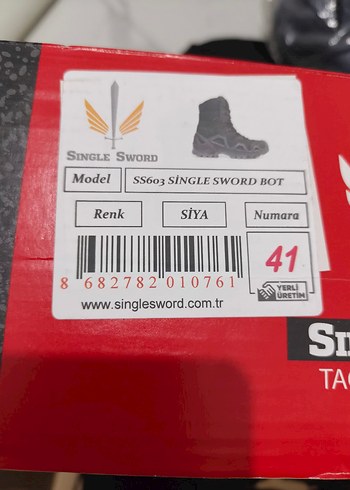 SINGLE SWORD
Model SS603 SİNGLE SWORD BOT
Renk SİYA Numara
41
8 682782 010761
YERLİ
ÜRETİM
www.singlesword.com.tr